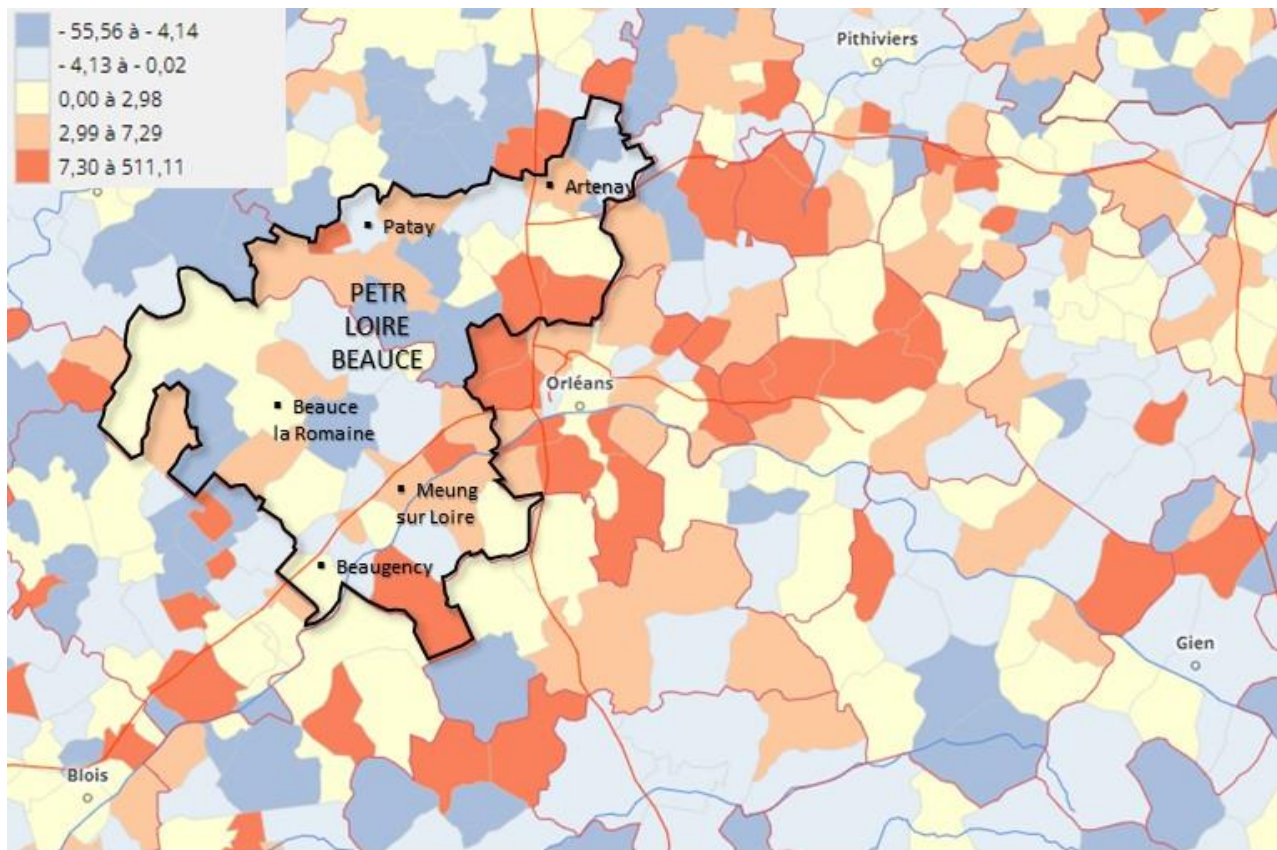 - 55,56 à - 4,14
- 4,13 à - 0,02
0,00 à 2,98
2,99 à 7,29
7,30 à 511,11
Pithiviers
Artenay
Patay
PETR
LOIRE
BEAUCE
Orléans
Beauce
la Romaine
Meung
sur Loire
Beaugency
Gien
Blois